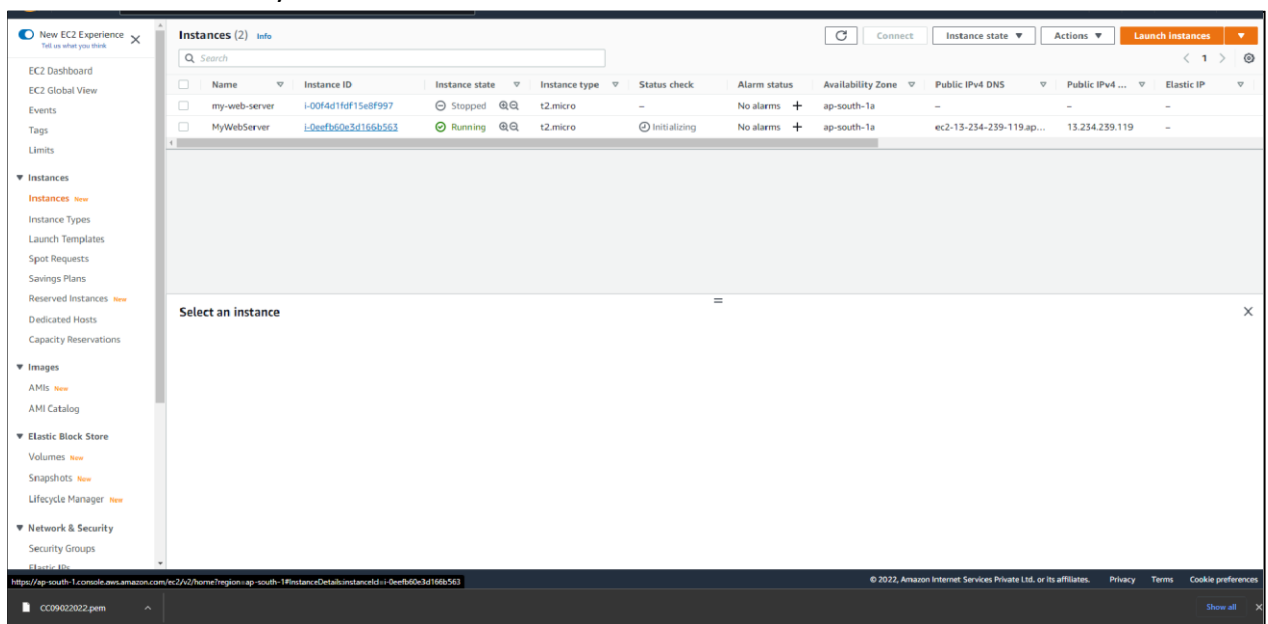 New EC2 Experience
Tell us what you think
EC2 Dashboard
EC2 Global View
Events
Tags
Limits
Instances
Instances New
Instance Types
Launch Templates
Spot Requests
Savings Plans
Reserved Instances New
Dedicated Hosts
Capacity Reservations
Images
AMIs New
AMI Catalog
Elastic Block Store
Volumes New
Snapshots New
Lifecycle Manager New
Network & Security
Security Groups
Elastic IPs
Instances (2) Info
Connect Instance state Actions Launch instances
Search
1
Name Instance ID Instance state Instance type Status check Alarm status Availability Zone Public IPv4 DNS Public IPv4 ... Elastic IP
my-web-server i-00f4d1fdf15e8f997 Stopped t2.micro – No alarms + ap-south-1a – – –
MyWebServer i-0eefb60e3d166b563 Running t2.micro Initializing No alarms + ap-south-1a ec2-13-234-239-119.ap... 13.234.239.119 –
Select an instance
https://ap-south-1.console.aws.amazon.com/ec2/v2/home?region=ap-south-1#InstanceDetails:instanceId=i-0eefb60e3d166b563
© 2022, Amazon Internet Services Private Ltd. or its affiliates. Privacy Terms Cookie preferences
CC09022022.pem
Show all